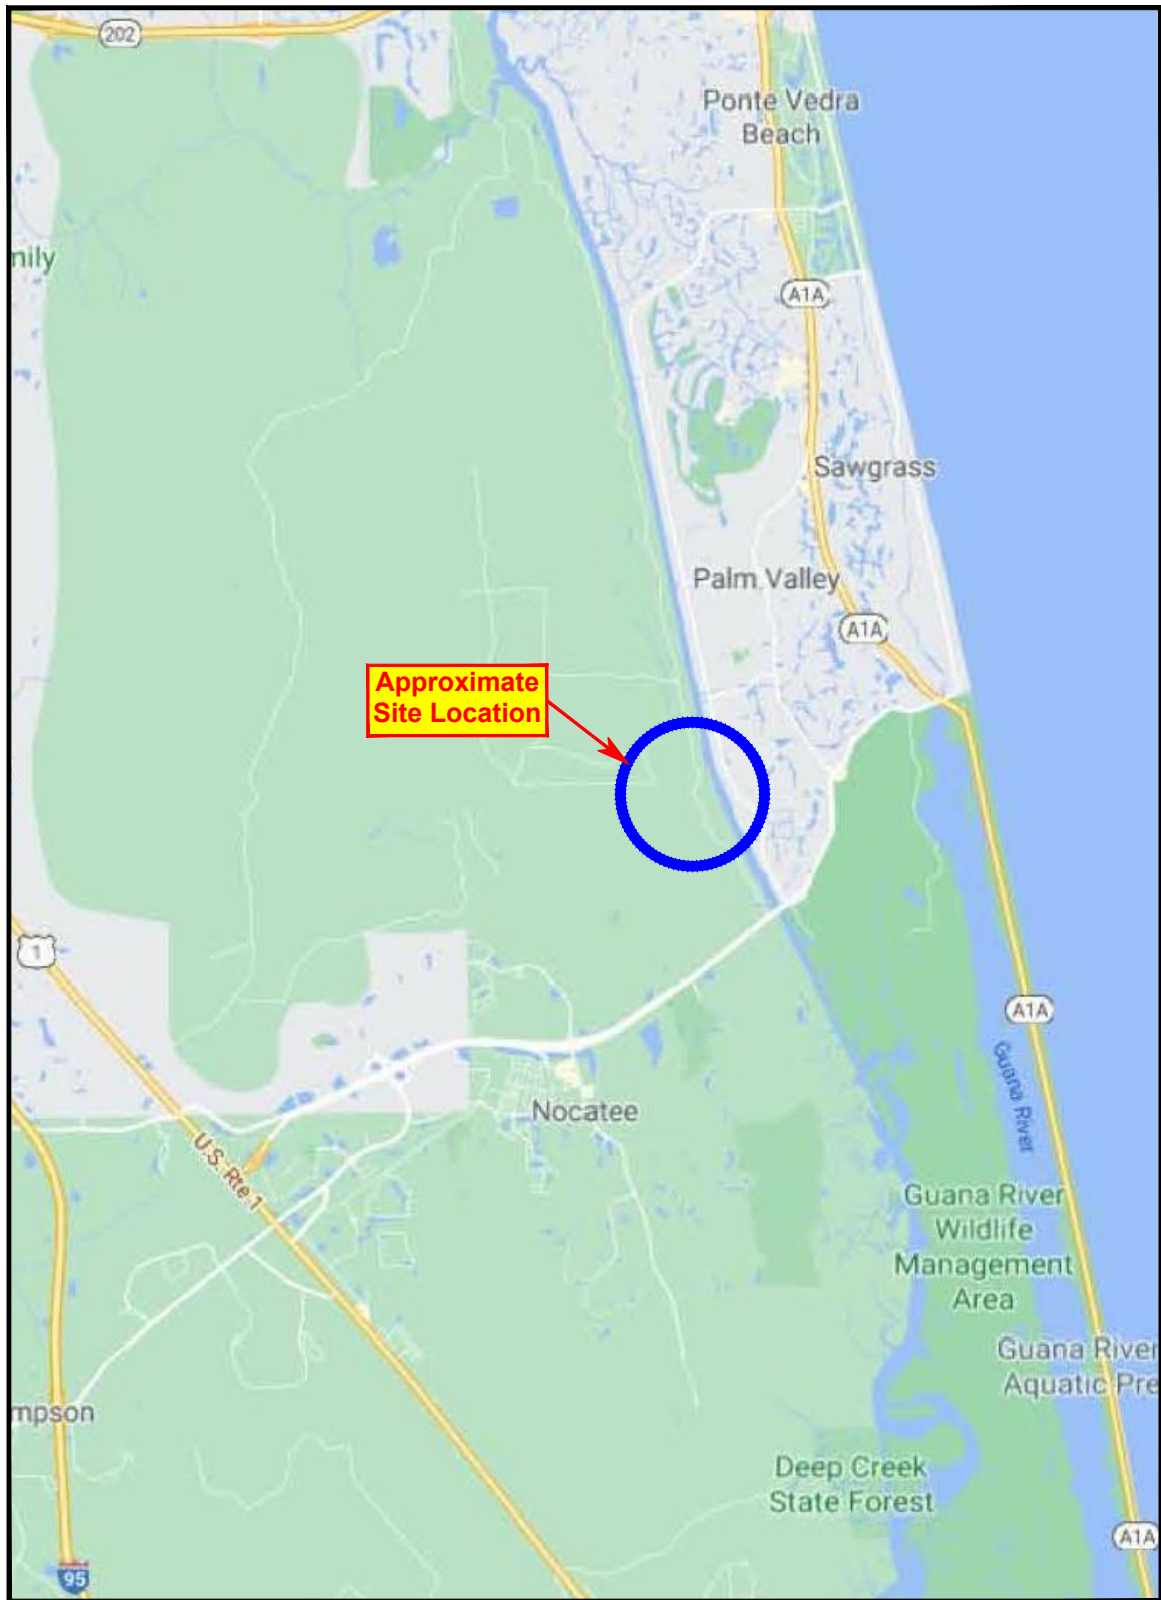 202
Ponte Vedra
Beach
nily
A1A
Sawgrass
Palm Valley
A1A
Approximate
Site Location
1
A1A
Guana River
Nocatee
U.S. Rte 1
Guana River
Wildlife
Management
Area
Guana River
Aquatic Pre
mpson
Deep Creek
State Forest
A1A
95